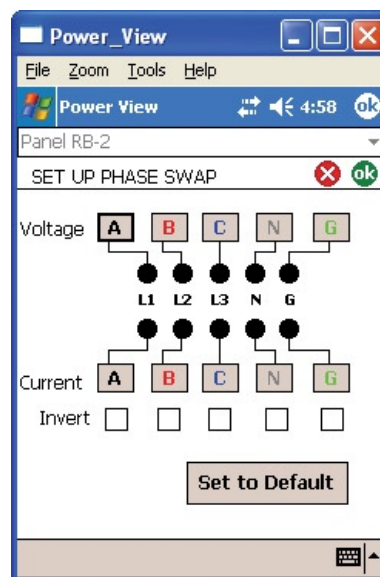 Power_View
File Zoom Tools Help
Power View 4:58 ok
Panel RB-2
SET UP PHASE SWAP ok
Voltage A B C N G
L1 L2 L3 N G
Current A B C N G
Invert
Set to Default